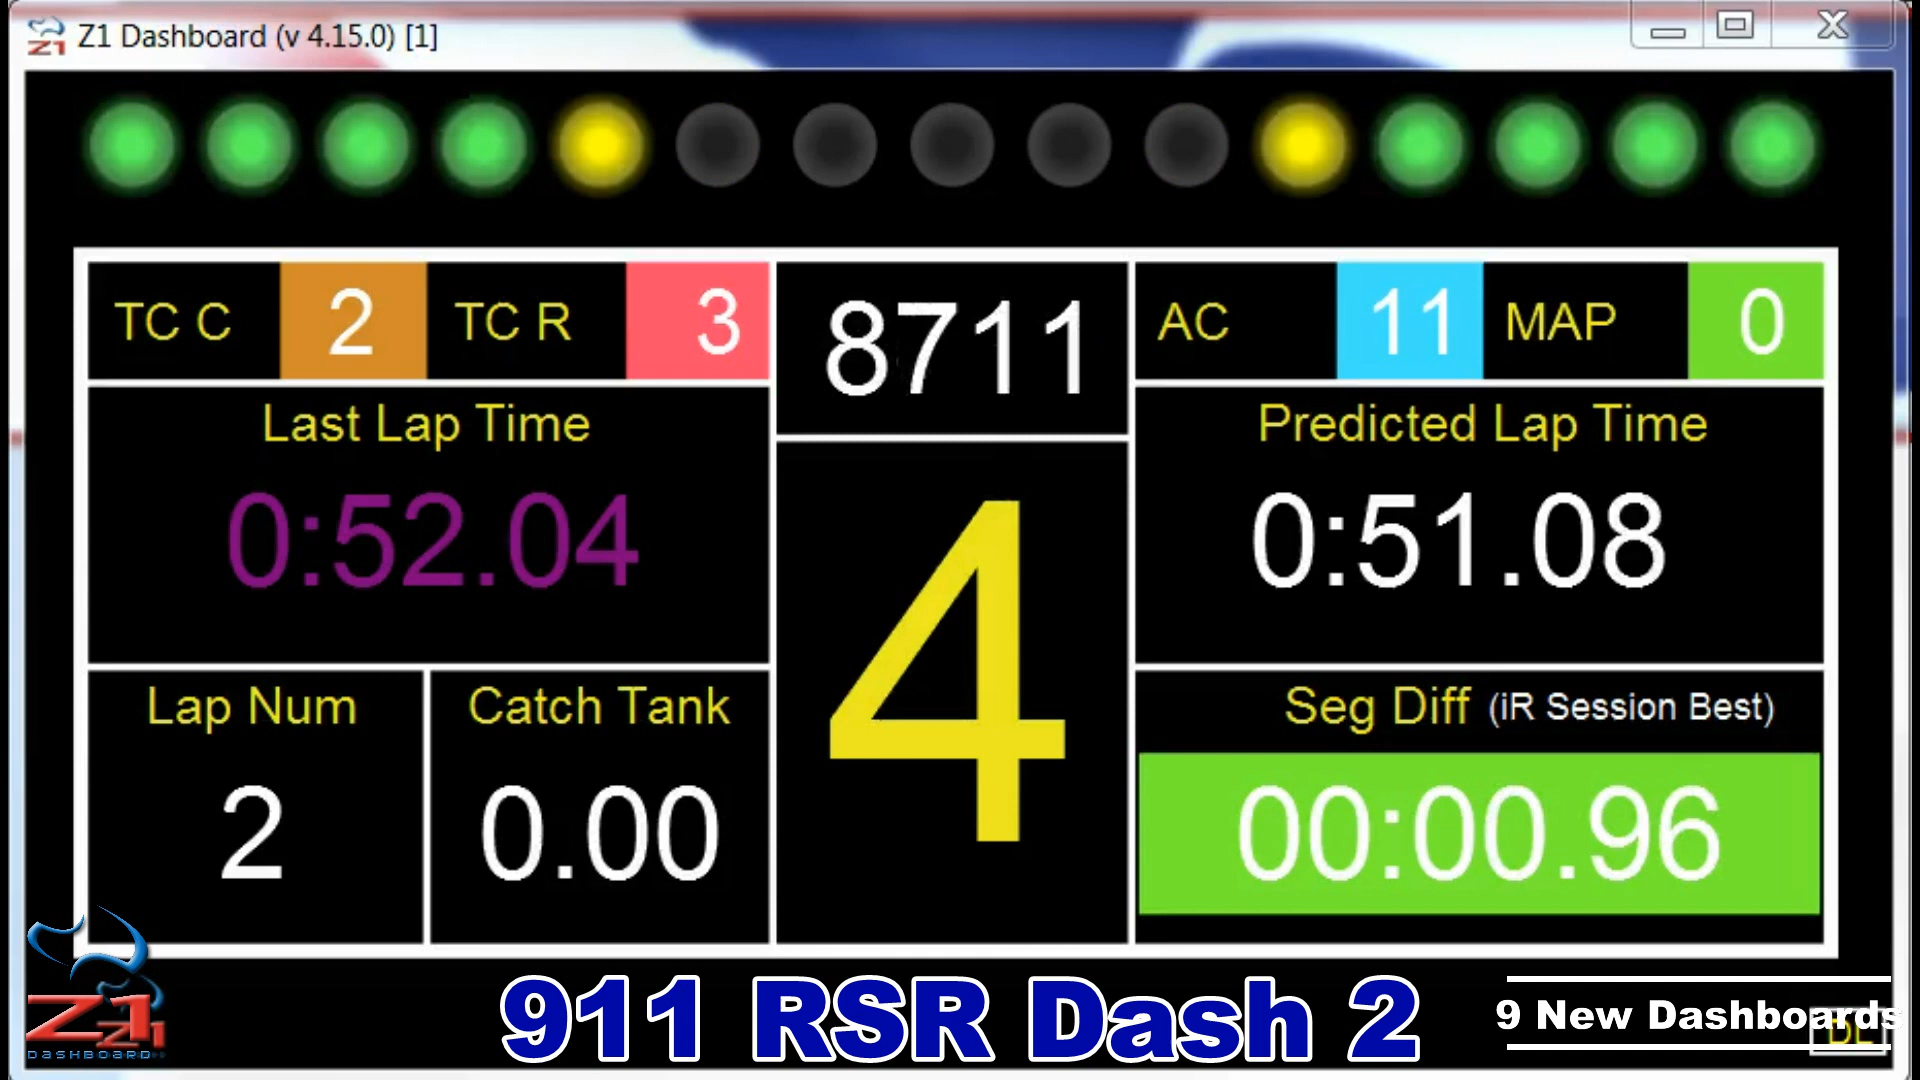 Z1 Dashboard (v 4.15.0) [1]
TC C 2 TC R 3
8711
AC 11 MAP 0
Last Lap Time
0:52.04
4
Predicted Lap Time
0:51.08
Lap Num
2
Catch Tank
0.00
Seg Diff (iR Session Best)
00:00.96
Z1
Z1
DASHBOARD
911 RSR Dash 2
9 New Dashboards
DL